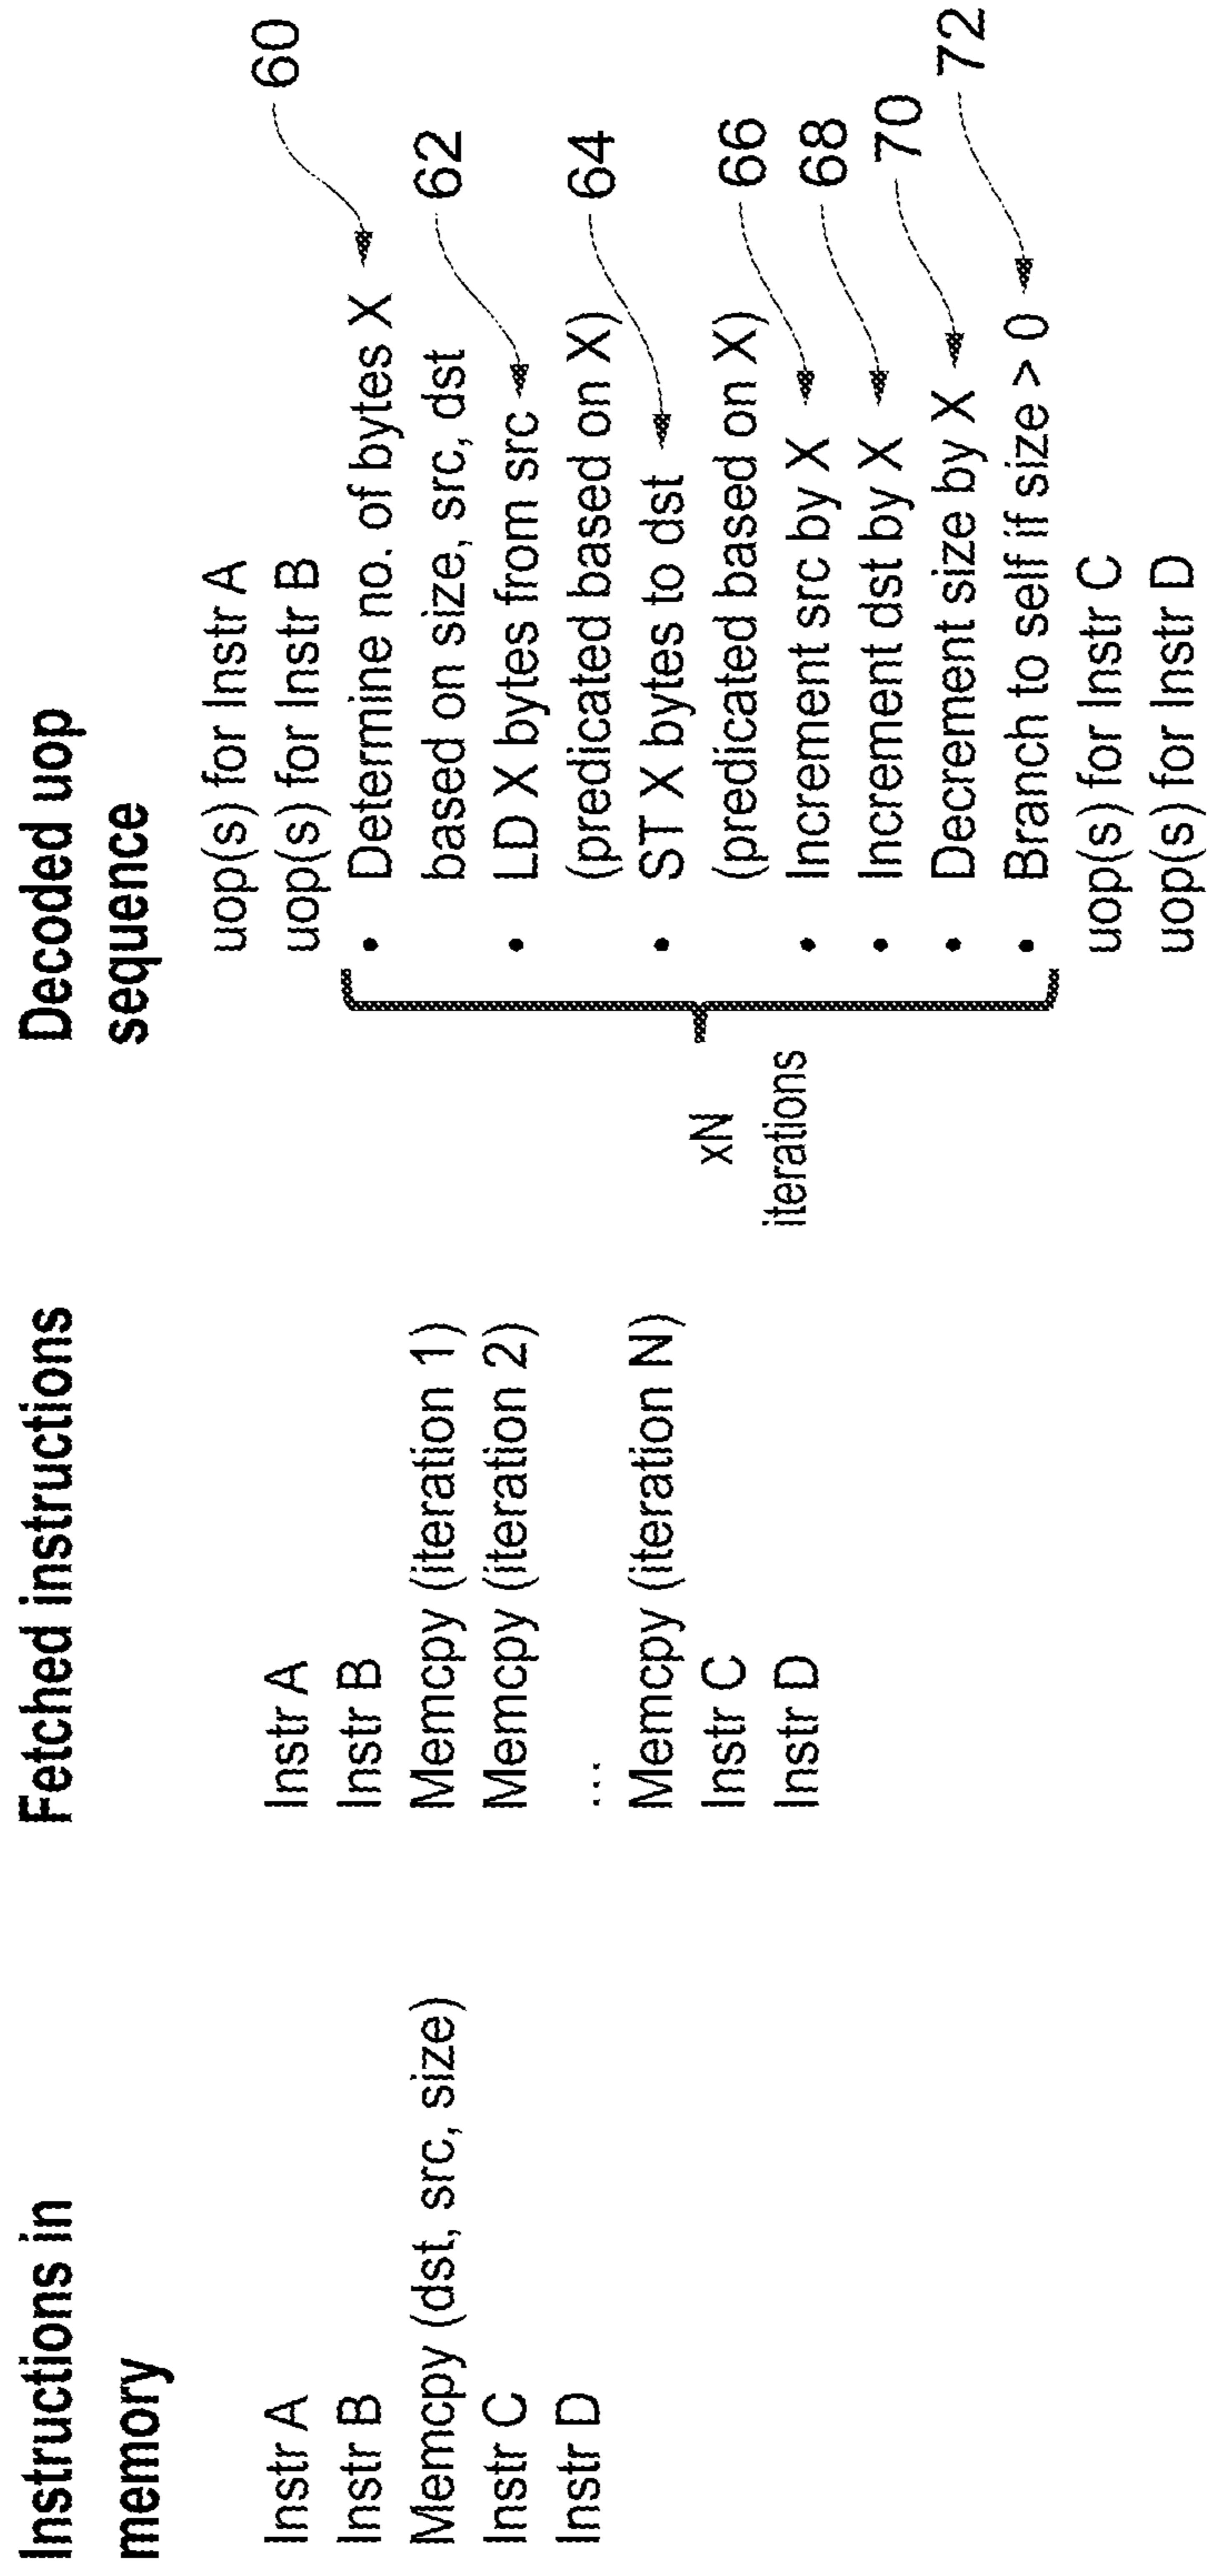 Instructions in
memory
Instr A
Instr B
Memcpy (dst, src, size)
Instr C
Instr D
Fetched instructions
Instr A
Instr B
Memcpy (iteration 1)
Memcpy (iteration 2)
...
Memcpy (iteration N)
Instr C
Instr D
Decoded uop
sequence
uop(s) for Instr A
uop(s) for Instr B
xN
iterations
• Determine no. of bytes X
based on size, src, dst
60
• LD X bytes from src
(predicated based on X)
62
• ST X bytes to dst
(predicated based on X)
64
• Increment src by X
66
• Increment dst by X
68
• Decrement size by X
70
• Branch to self if size > 0
72
uop(s) for Instr C
uop(s) for Instr D